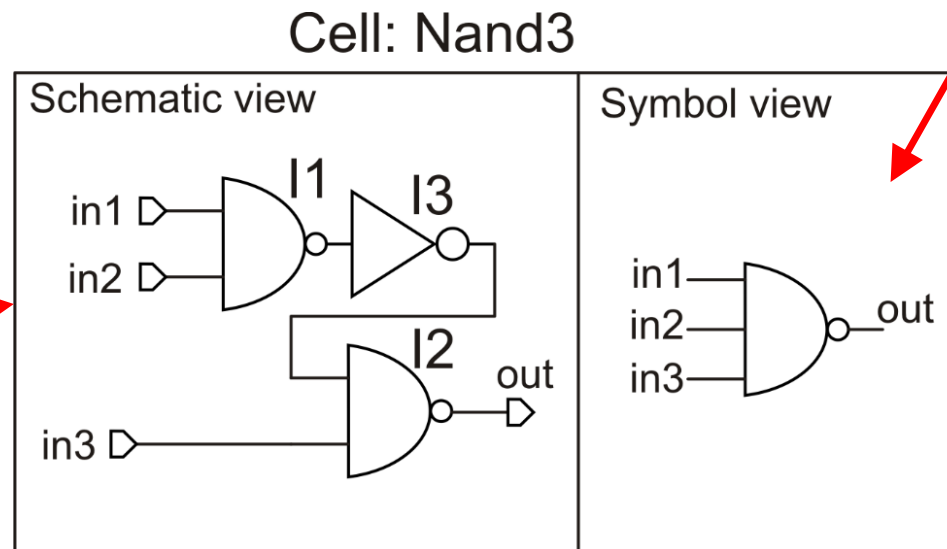 Cell: Nand3
Schematic view
I1
I3
in1
in2
I2
out
in3
Symbol view
in1
in2
in3
out